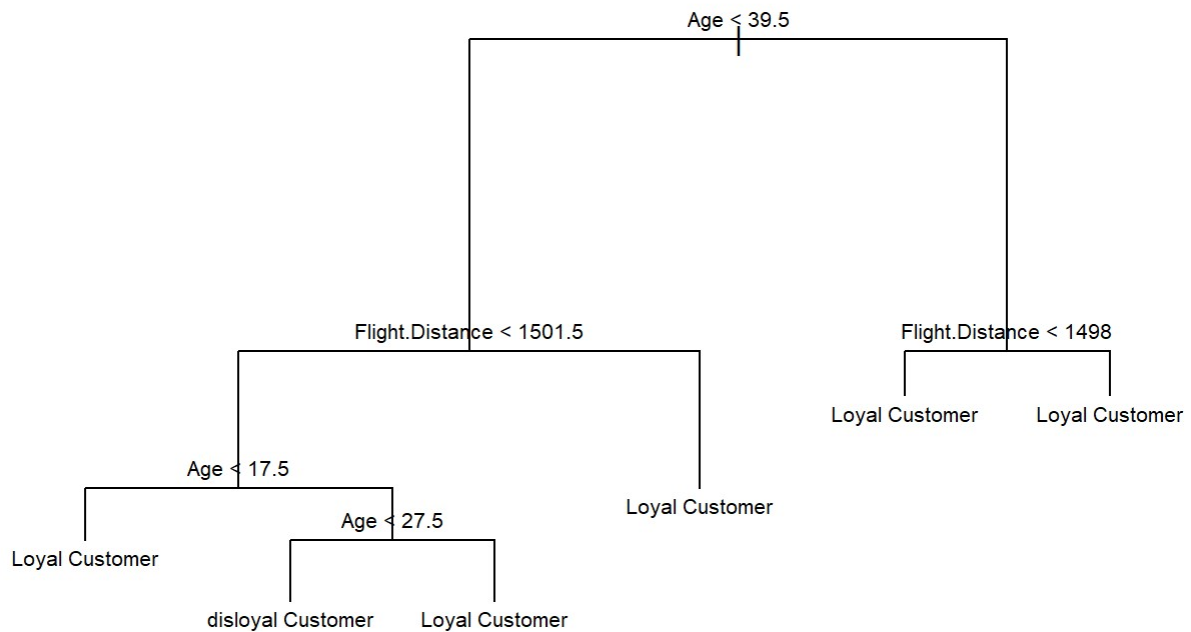 Age < 39.5
Flight.Distance < 1501.5
Flight.Distance < 1498
Loyal Customer
Loyal Customer
Age < 17.5
Loyal Customer
Age < 27.5
Loyal Customer
disloyal Customer
Loyal Customer